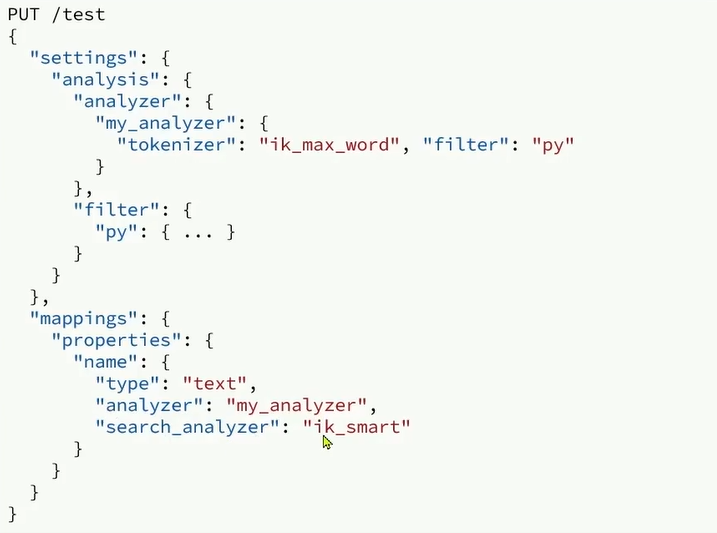 PUT /test
{
  "settings": {
    "analysis": {
      "analyzer": {
        "my_analyzer": {
          "tokenizer": "ik_max_word", "filter": "py"
        }
      },
      "filter": {
        "py": { ... }
      }
    }
  },
  "mappings": {
    "properties": {
      "name": {
        "type": "text",
        "analyzer": "my_analyzer",
        "search_analyzer": "ik_smart"
      }
    }
  }
}